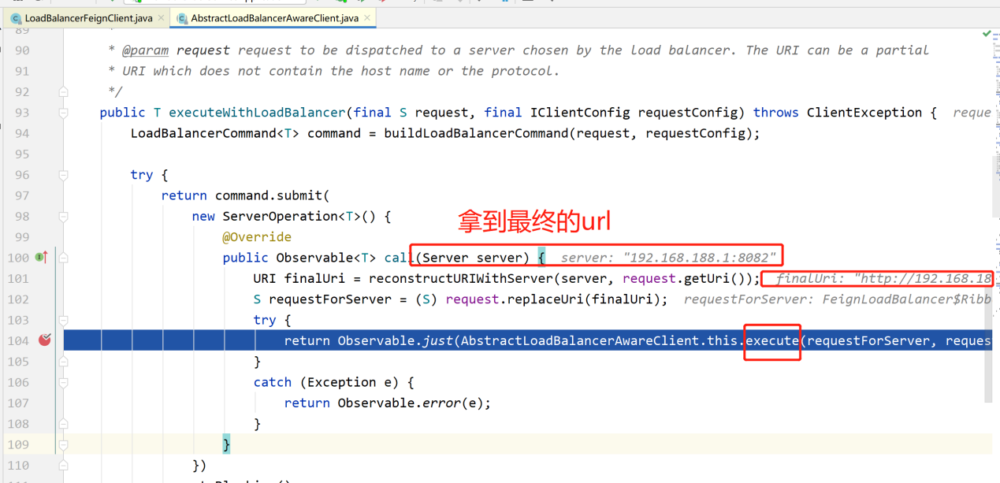 LoadBalancerFeignClient.java × AbstractLoadBalancerAwareClient.java ×
89 *
90 * @param request request to be dispatched to a server chosen by the load balancer. The URI can be a partial
91 * URI which does not contain the host name or the protocol.
92 */
93 public T executeWithLoadBalancer(final S request, final IClientConfig requestConfig) throws ClientException { reque
94 LoadBalancerCommand<T> command = buildLoadBalancerCommand(request, requestConfig);
95
96 try {
97 return command.submit(
98 new ServerOperation<T>() {
拿到最终的url
99 @Override
100 public Observable<T> call(Server server) { server: "192.168.188.1:8082"
101 URI finalUri = reconstructURIWithServer(server, request.getUri()); finalUri: "http://192.168.18
102 S requestForServer = (S) request.replaceUri(finalUri); requestForServer: FeignLoadBalancer$Ribb
103 try {
104 return Observable.just(AbstractLoadBalancerAwareClient.this.execute(requestForServer, reques
105 }
106 catch (Exception e) {
107 return Observable.error(e);
108 }
109 }
110 })